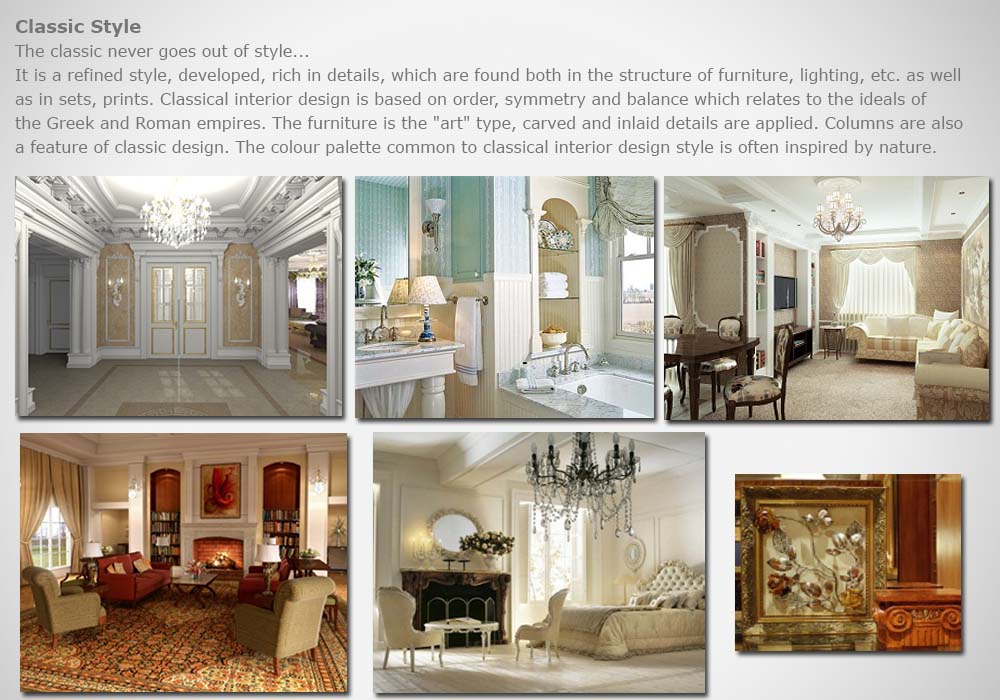 Classic Style
The classic never goes out of style...
It is a refined style, developed, rich in details, which are found both in the structure of furniture, lighting, etc. as well
as in sets, prints. Classical interior design is based on order, symmetry and balance which relates to the ideals of
the Greek and Roman empires. The furniture is the "art" type, carved and inlaid details are applied. Columns are also
a feature of classic design. The colour palette common to classical interior design style is often inspired by nature.